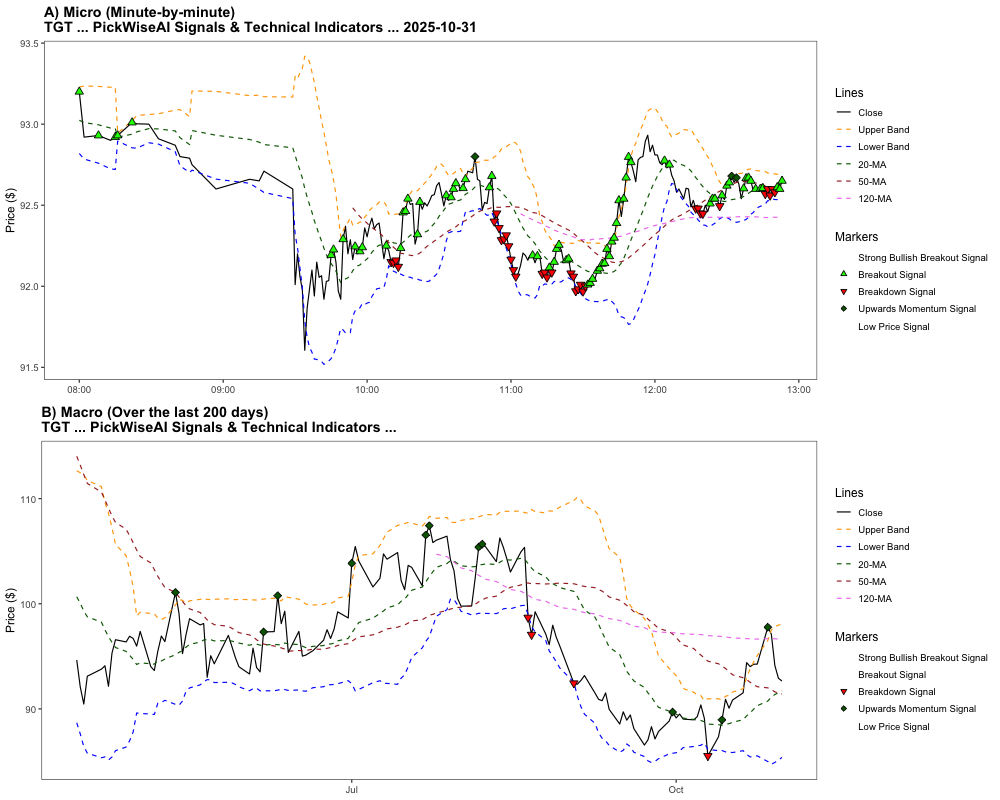 A) Micro (Minute-by-minute)
TGT ... PickWiseAI Signals & Technical Indicators ... 2025-10-31
93.5
93.0
92.5
92.0
91.5
Price ($)
08:00 09:00 10:00 11:00 12:00 13:00
Lines
Close
Upper Band
Lower Band
20-MA
50-MA
120-MA
Markers
Strong Bullish Breakout Signal
Breakout Signal
Breakdown Signal
Upwards Momentum Signal
Low Price Signal
B) Macro (Over the last 200 days)
TGT ... PickWiseAI Signals & Technical Indicators ...
110
100
90
Price ($)
Jul Oct
Lines
Close
Upper Band
Lower Band
20-MA
50-MA
120-MA
Markers
Strong Bullish Breakout Signal
Breakout Signal
Breakdown Signal
Upwards Momentum Signal
Low Price Signal